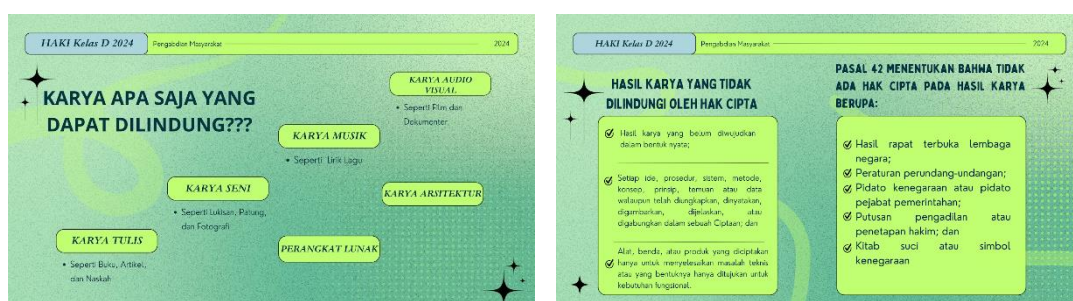 HAKI Kelas D 2024
Pengabdian Masyarakat
2024
KARYA APA SAJA YANG
DAPAT DILINDUNG???
KARYA AUDIO
VISUAL
• Seperti Film dan
Dokumenter.
KARYA MUSIK
• Seperti Lirik Lagu
KARYA SENI
• Seperti Lukisan, Patung,
dan Fotografi
KARYA ARSITEKTUR
KARYA TULIS
• Seperti Buku, Artikel,
dan Naskah
PERANGKAT LUNAK
HAKI Kelas D 2024
Pengabdian Masyarakat
2024
HASIL KARYA YANG TIDAK
DILINDUNGI OLEH HAK CIPTA
Hasil karya yang belum diwujudkan
dalam bentuk nyata;
Setiap ide, prosedur, sistem, metode,
konsep, prinsip, temuan atau data
walaupun telah diungkapkan, dinyatakan,
digambarkan, dijelaskan, atau
digabungkan dalam sebuah Ciptaan; dan
Alat, benda, atau produk yang diciptakan
hanya untuk menyelesaikan masalah teknis
atau yang bentuknya hanya ditujukan untuk
kebutuhan fungsional.
PASAL 42 MENENTUKAN BAHWA TIDAK
ADA HAK CIPTA PADA HASIL KARYA
BERUPA:
Hasil rapat terbuka lembaga
negara;
Peraturan perundang-undangan;
Pidato kenegaraan atau pidato
pejabat pemerintahan;
Putusan pengadilan atau
penetapan hakim; dan
Kitab suci atau simbol
kenegaraan